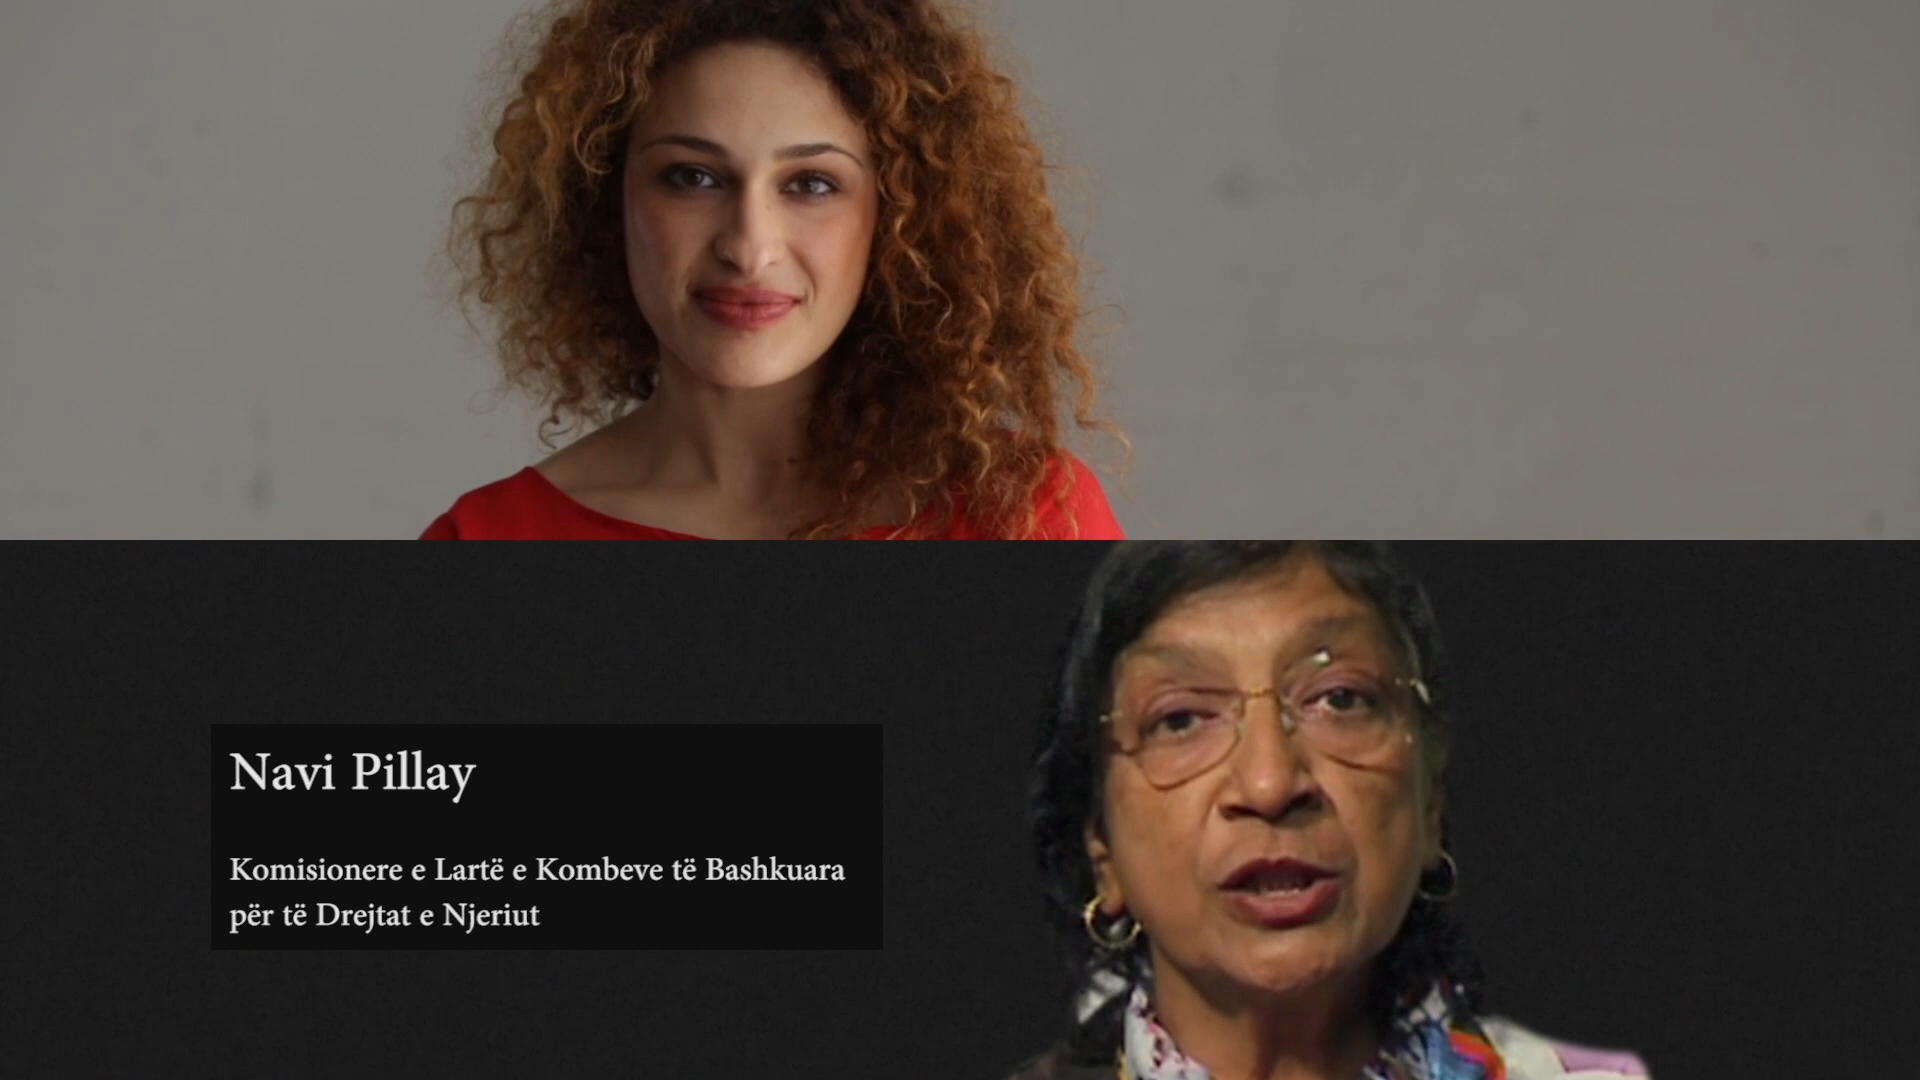 Navi Pillay
Komisionere e Lartë e Kombeve të Bashkuara
për të Drejtat e Njeriut